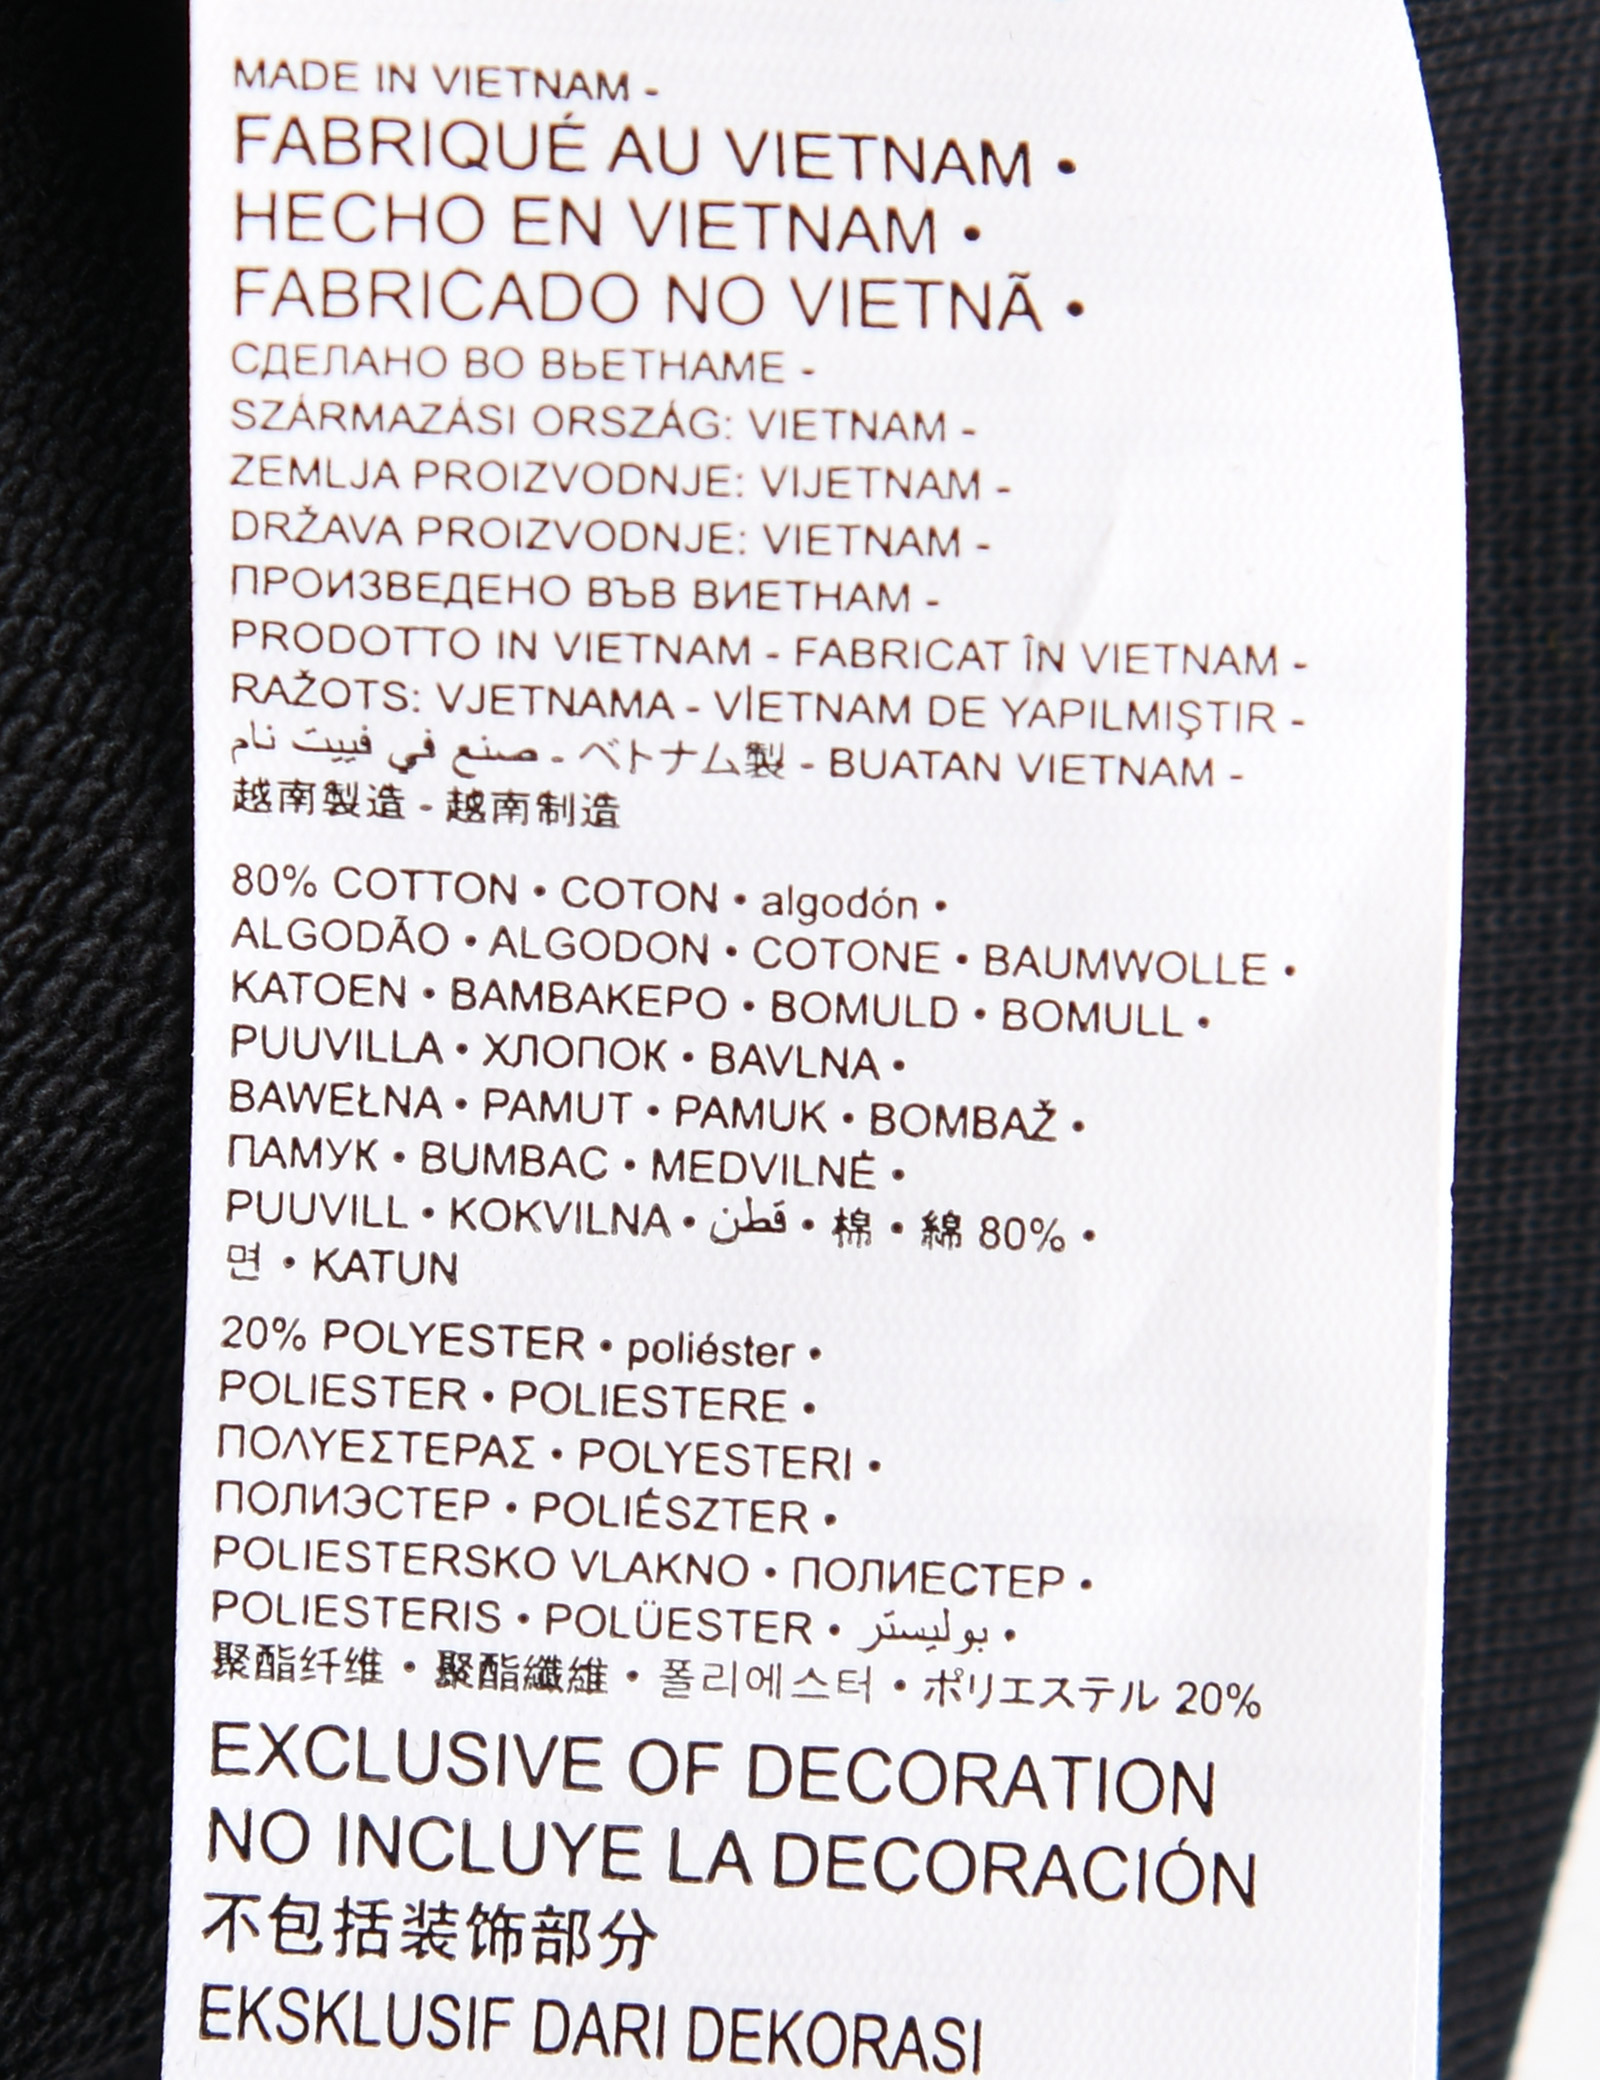 MADE IN VIETNAM -
FABRIQUÉ AU VIETNAM •
HECHO EN VIETNAM •
FABRICADO NO VIETNÃ •
СДЕЛАНО ВО ВЬЕТНАМЕ -
SZÁRMAZÁSI ORSZÁG: VIETNAM -
ZEMLJA PROIZVODNJE: VIJETNAM -
DRŽAVA PROIZVODNJE: VIETNAM -
ПРОИЗВЕДЕНО ВЪВ ВИЕТНАМ -
PRODOTTO IN VIETNAM - FABRICAT ÎN VIETNAM -
RAŽOTS: VJETNAMA - VİETNAM DE YAPILMIŞTIR -
صنع في فييت نام - ベトナム製 - BUATAN VIETNAM -
越南製造 - 越南制造
80% COTTON • COTON • algodón •
ALGODÃO • ALGODON • COTONE • BAUMWOLLE •
KATOEN • BAMBAKEPO • BOMULD • BOMULL •
PUUVILLA • ХЛОПОК • BAVLNA •
BAWEŁNA • PAMUT • PAMUK • BOMBAŽ •
ПАМУК • BUMBAC • MEDVILNĖ •
PUUVILL • KOKVILNA • قطن • 棉 • 綿 80% •
면 • KATUN
20% POLYESTER • poliéster •
POLIESTER • POLIESTERE •
ΠΟΛΥΕΣΤΕΡΑΣ • POLYESTERI •
ПОЛИЭСТЕР • POLIÉSZTER •
POLIESTERSKO VLAKNO • ПОЛИЕСТЕР •
POLIESTERIS • POLÜESTER • بوليستر •
聚酯纤维 • 聚酯纖維 • 폴리에스터 • ポリエステル 20%
EXCLUSIVE OF DECORATION
NO INCLUYE LA DECORACIÓN
不包括装饰部分
EKSKLUSIF DARI DEKORASI